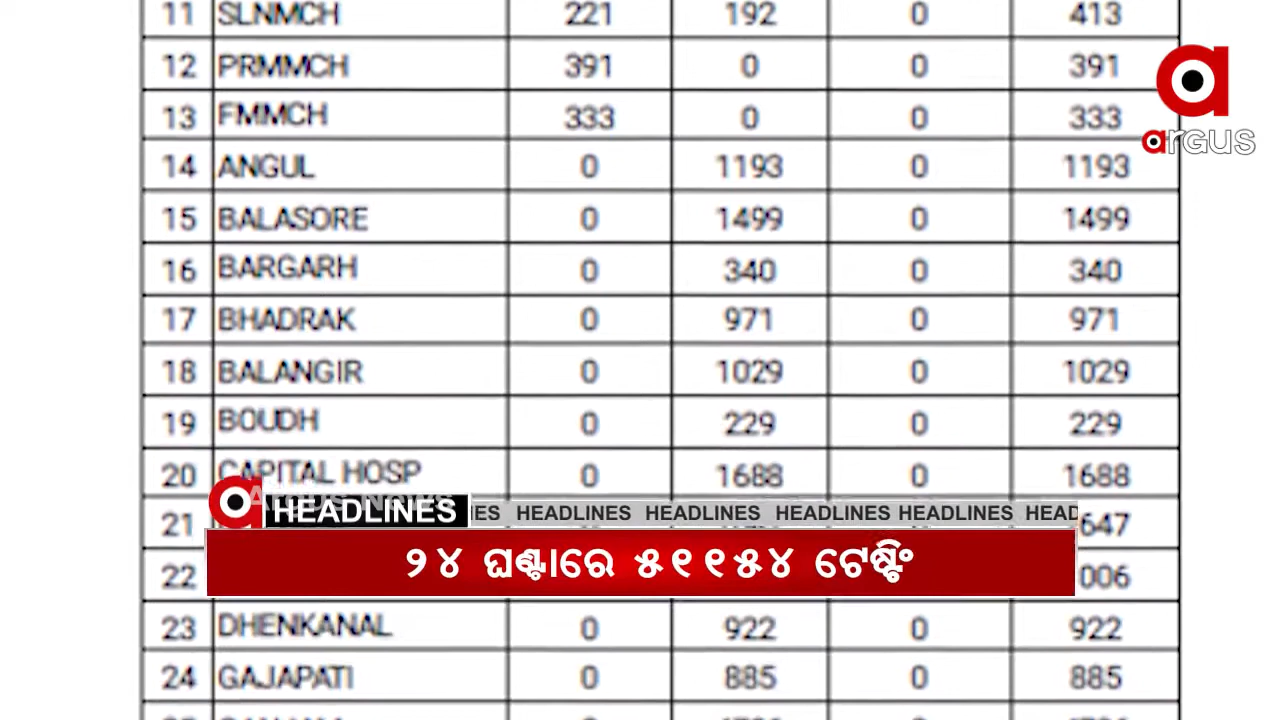 11 SLNMCH 221 192 0 413
12 PRMMCH 391 0 0 391
13 FMMCH 333 0 0 333
14 ANGUL 0 1193 0 1193
15 BALASORE 0 1499 0 1499
16 BARGARH 0 340 0 340
17 BHADRAK 0 971 0 971
18 BALANGIR 0 1029 0 1029
19 BOUDH 0 229 0 229
20 CAPITAL HOSP 0 1688 0 1688
21
22
23 DHENKANAL 0 922 0 922
24 GAJAPATI 0 885 0 885
argus
HEADLINES HEADLINES HEADLINES HEADLINES HEADLINES
୨୪ ଘଣ୍ଟାରେ ୫୧୧୫୪ ଟେଷ୍ଟିଂ